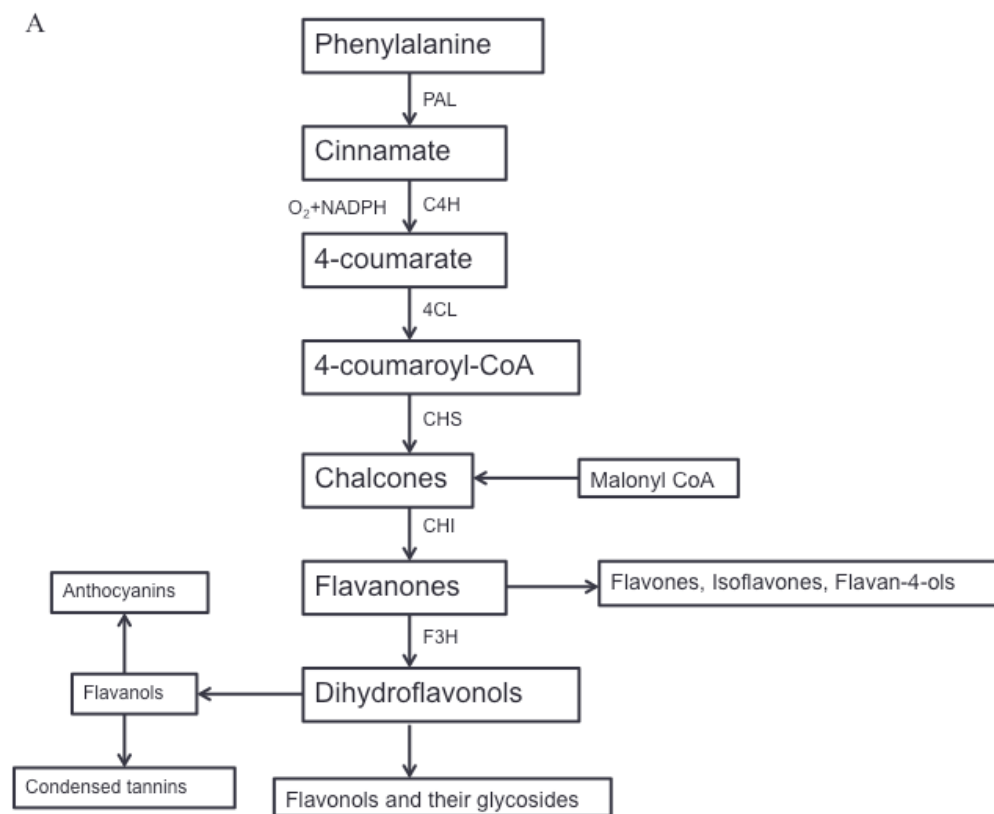 A
Phenylalanine
PAL
Cinnamate
O₂+NADPH
C4H
4-coumarate
4CL
4-coumaroyl-CoA
CHS
Chalcones
Malonyl CoA
CHI
Flavanones
Flavones, Isoflavones, Flavan-4-ols
Anthocyanins
F3H
Flavanols
Dihydroflavonols
Condensed tannins
Flavonols and their glycosides